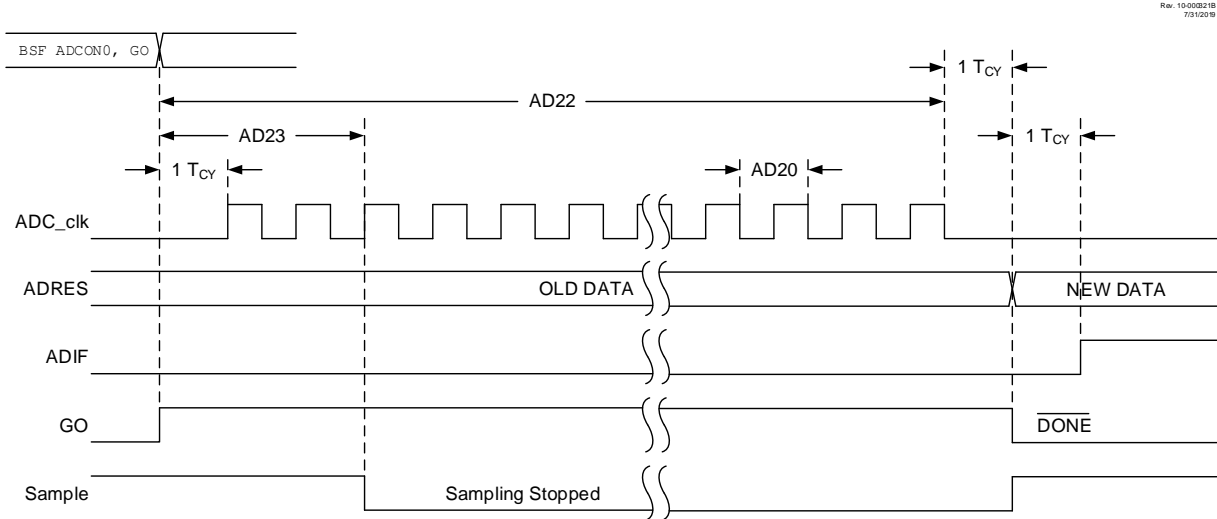 Rev. 10-000321B
7/31/2019
BSF ADCON0, GO
1 TCY
AD22
AD23
1 TCY
1 TCY
AD20
ADC_clk
ADRES
OLD DATA
NEW DATA
ADIF
GO
DONE
Sample
Sampling Stopped